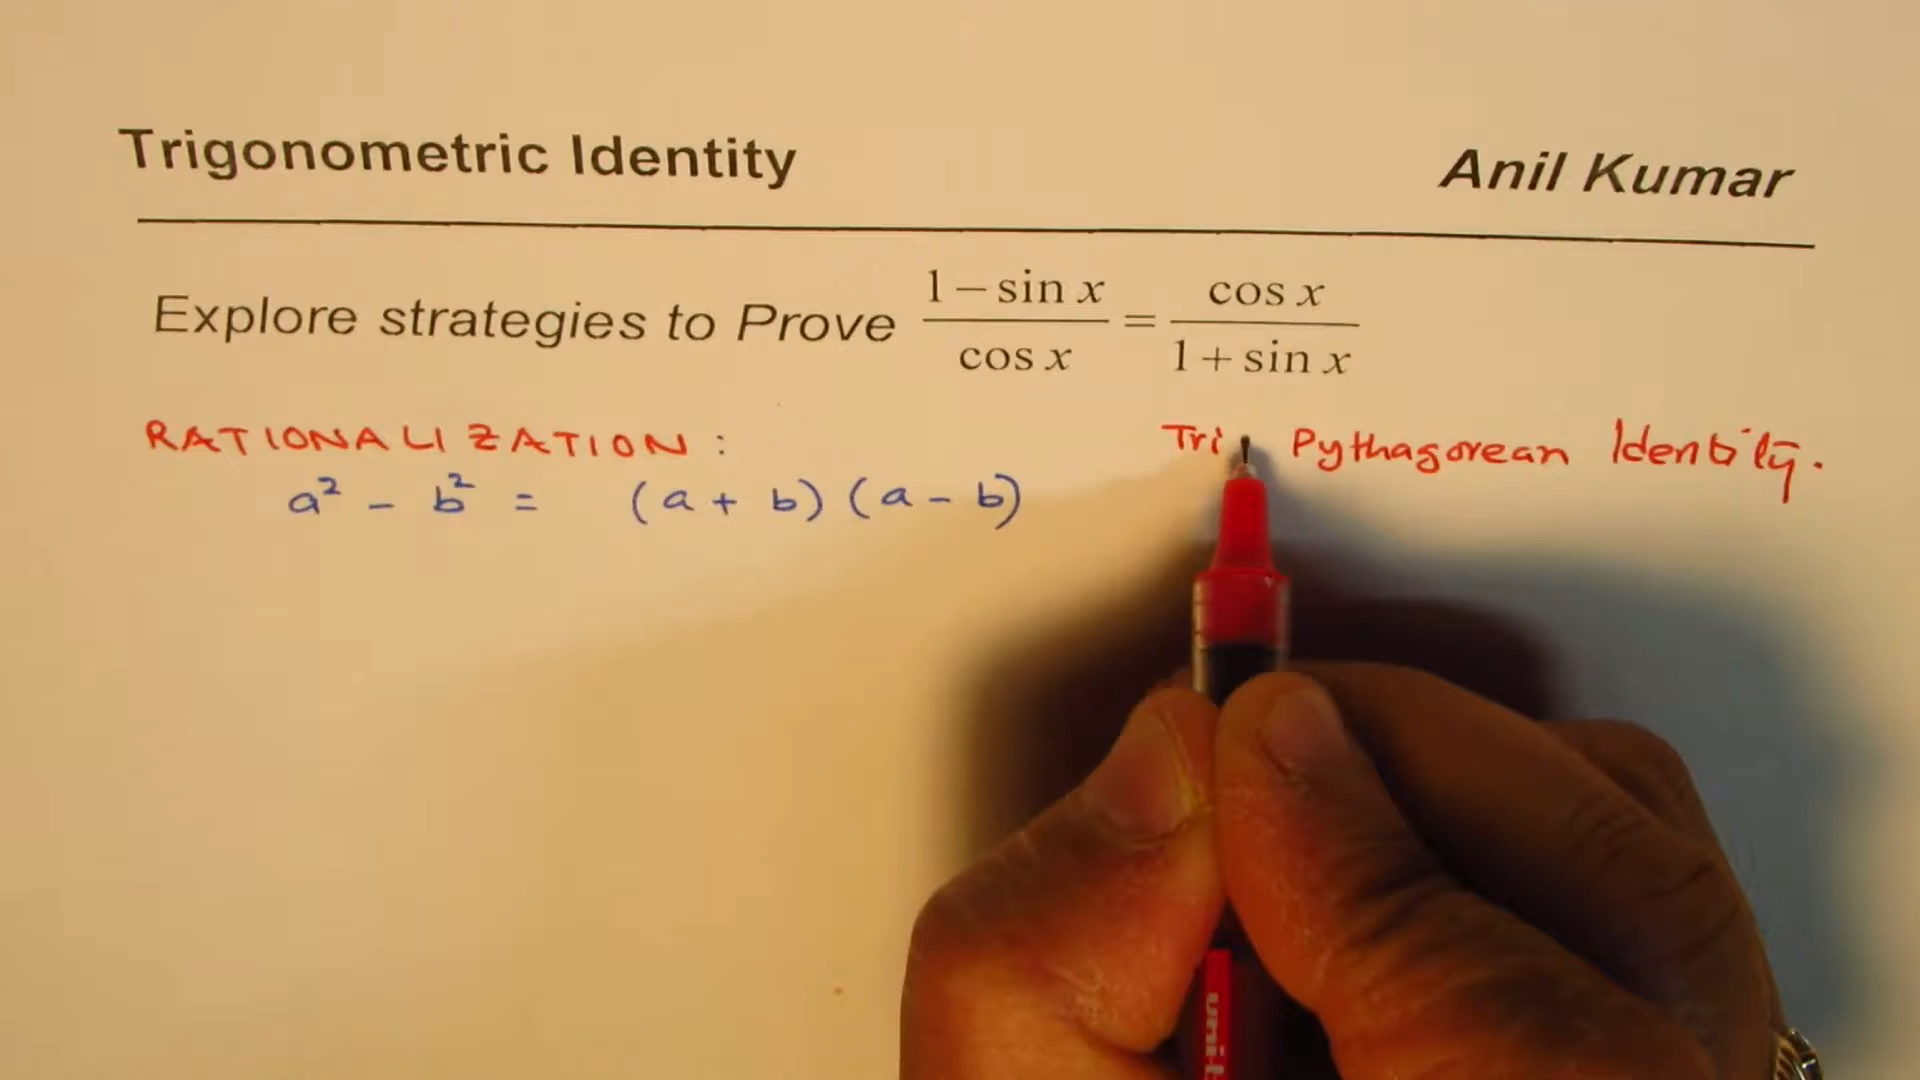 Trigonometric Identity Anil Kumar
Explore strategies to Prove (1 − sin x)/(cos x) = (cos x)/(1 + sin x)
RATIONALIZATION : Tri Pythagorean Identity.
a² - b² = (a + b) (a - b)
uni